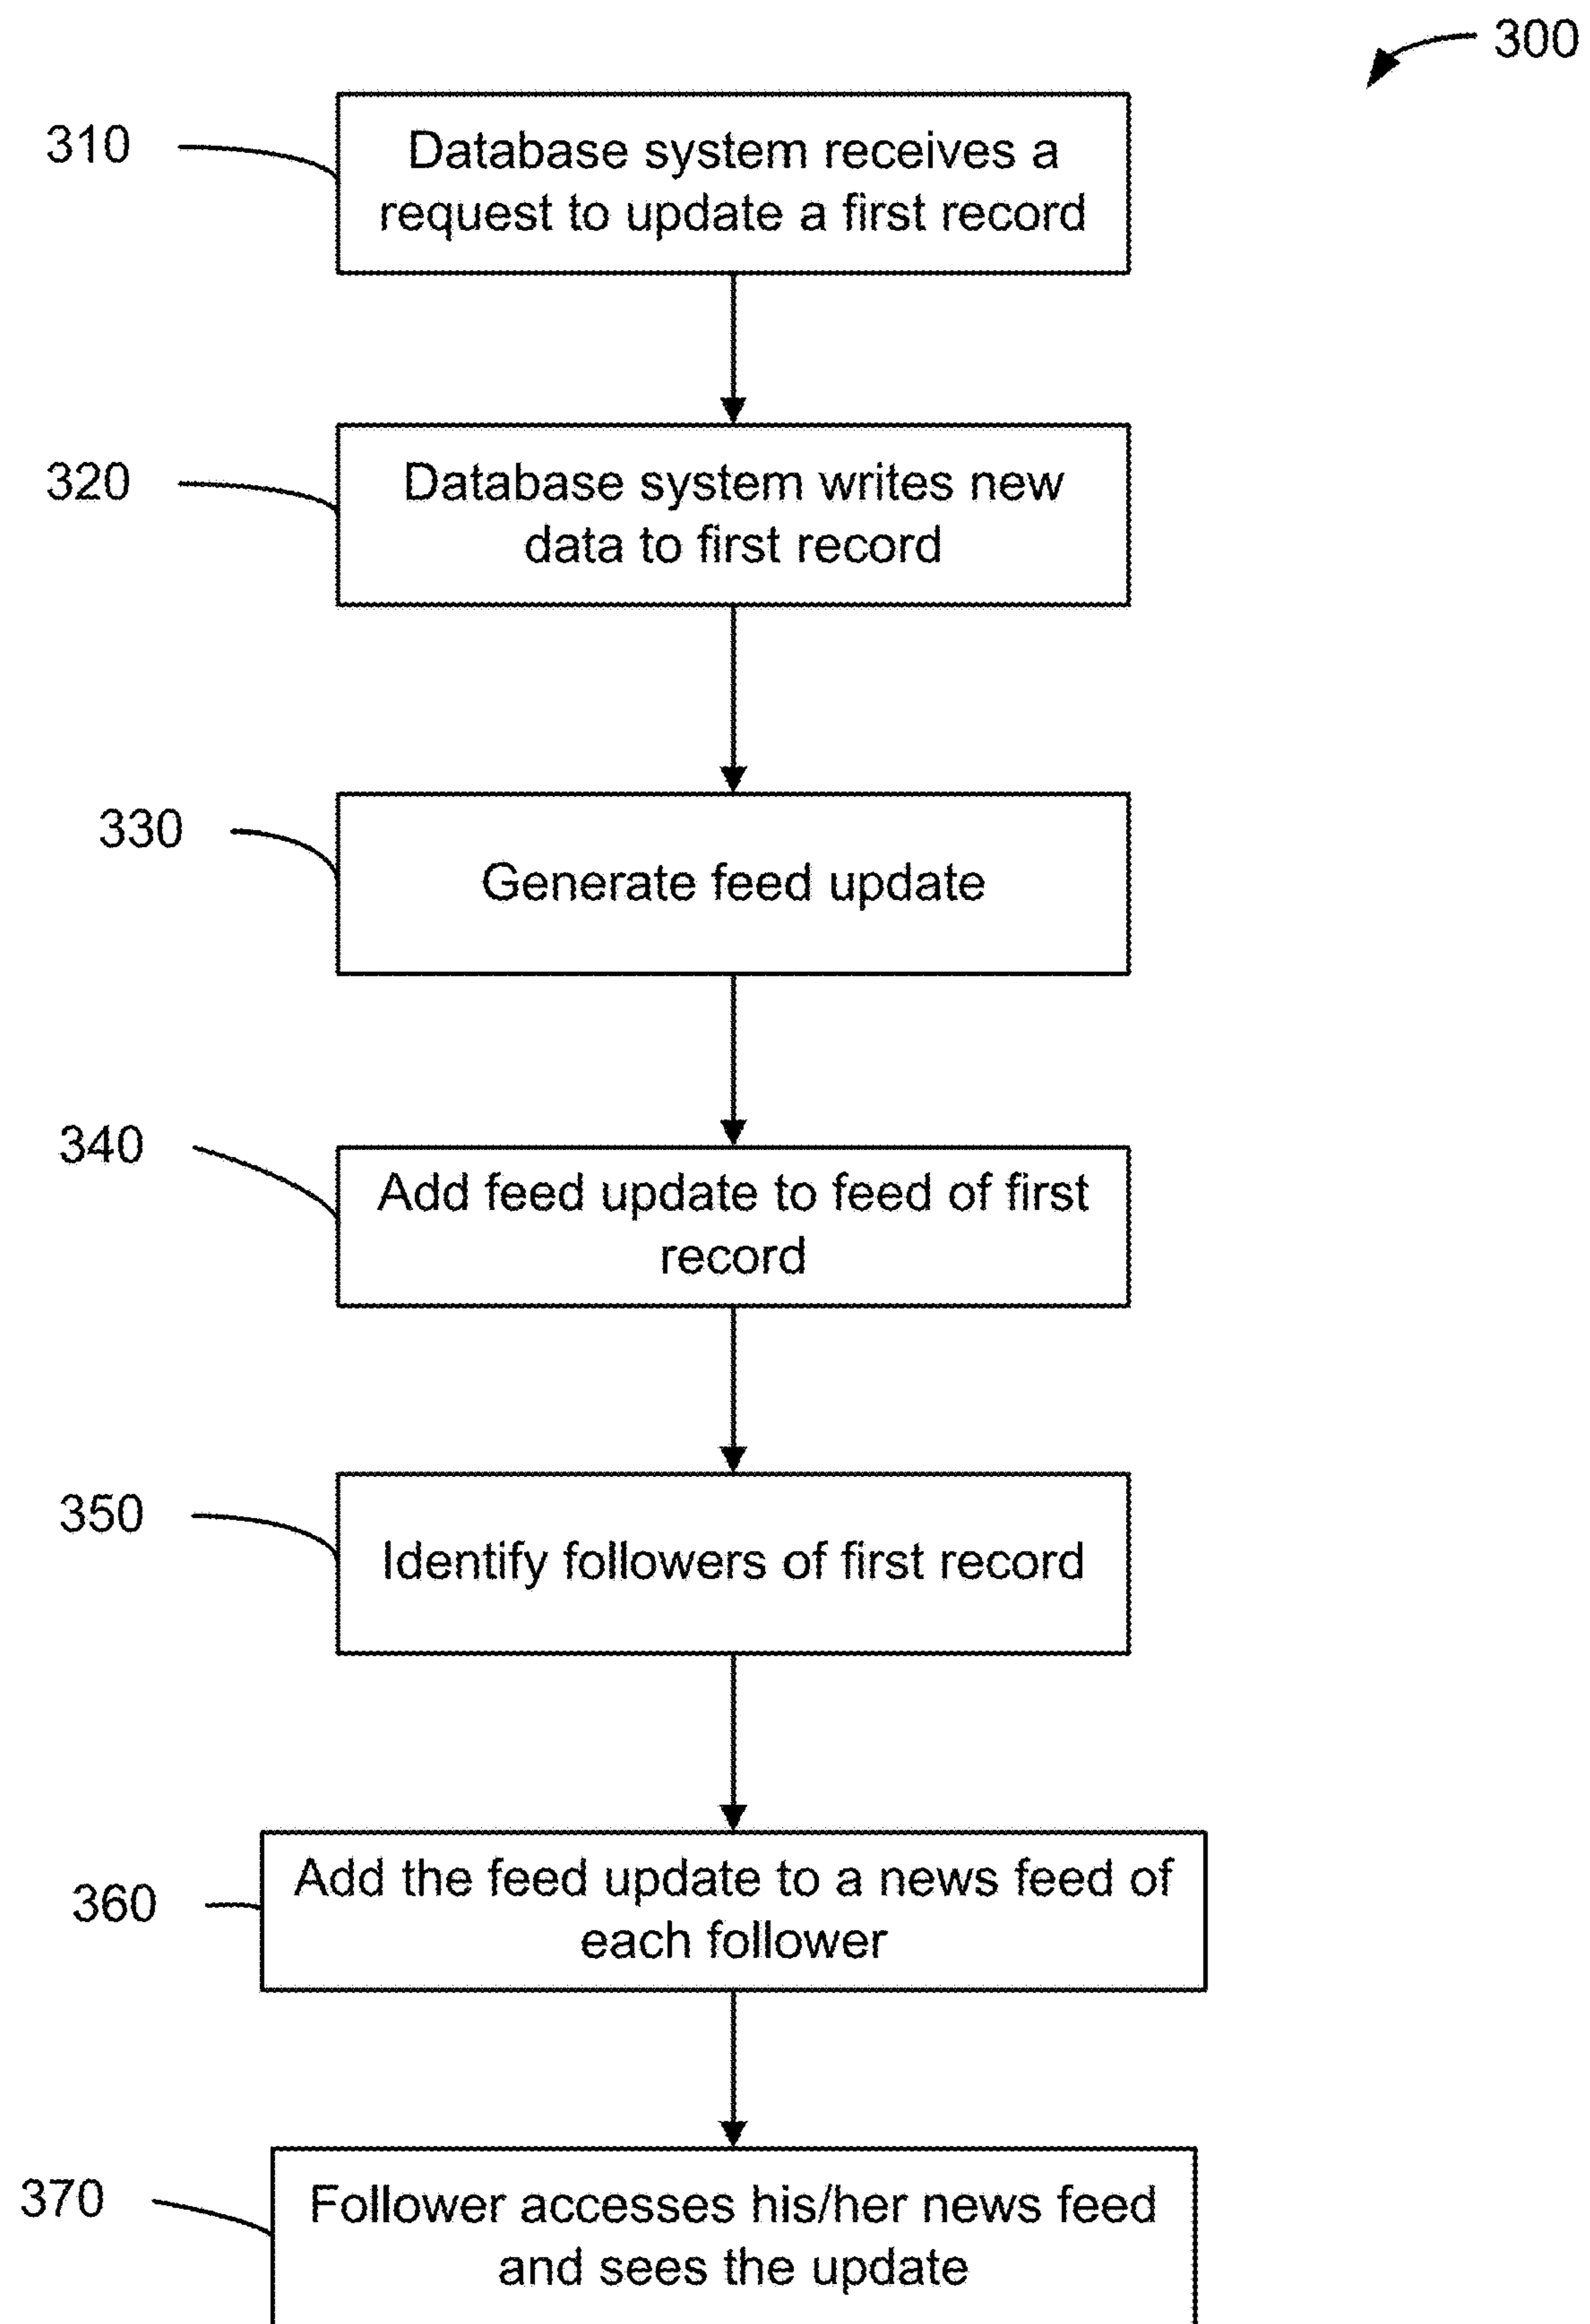 300
310
Database system receives a
request to update a first record
320
Database system writes new
data to first record
330
Generate feed update
340
Add feed update to feed of first
record
350
Identify followers of first record
360
Add the feed update to a news feed of
each follower
370
Follower accesses his/her news feed
and sees the update